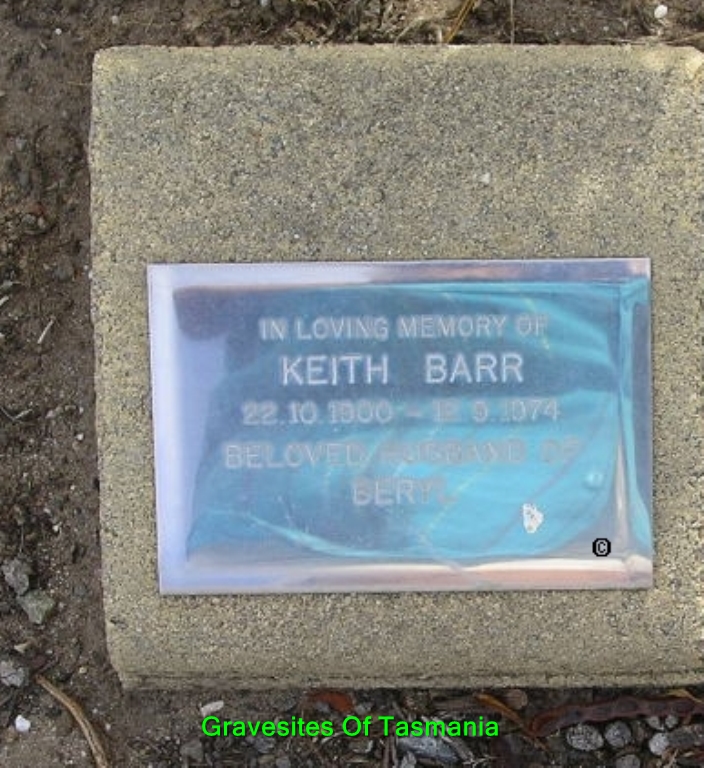 IN LOVING MEMORY OF
KEITH BARR
22.10.1900 - 12.9.1974
BELOVED HUSBAND OF
BERYL
©
Gravesites Of Tasmania